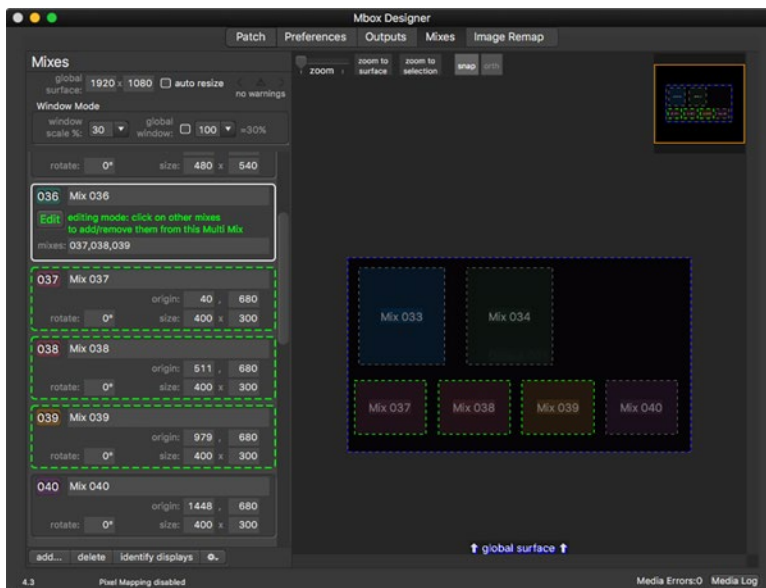 Mbox Designer
Patch Preferences Outputs Mixes Image Remap
Mixes
global surface: 1920 x 1080 auto resize
no warnings
Window Mode
window scale %: 30 global window: 100 =30%
rotate: 0° size: 480 x 540
036 Mix 036
Edit editing mode: click on other mixes
to add/remove them from this Multi Mix
mixes: 037,038,039
037 Mix 037
origin: 40 , 680
rotate: 0° size: 400 x 300
038 Mix 038
origin: 511 , 680
rotate: 0° size: 400 x 300
039 Mix 039
origin: 979 , 680
rotate: 0° size: 400 x 300
040 Mix 040
origin: 1448 , 680
rotate: 0° size: 400 x 300
add... delete identify displays
4.3 Pixel Mapping disabled
zoom
zoom to surface
zoom to selection
snap orth
Mix 033 Mix 034
Mix 037 Mix 038 Mix 039 Mix 040
global surface
Media Errors:0 Media Log